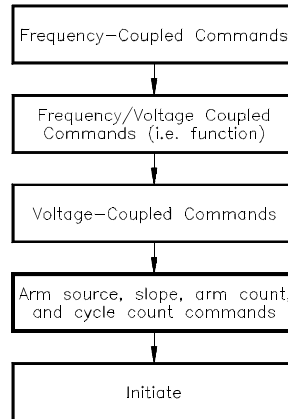 Frequency-Coupled Commands
Frequency/Voltage Coupled
Commands (i.e. function)
Voltage-Coupled Commands
Arm source, slope, arm count,
and cycle count commands
Initiate